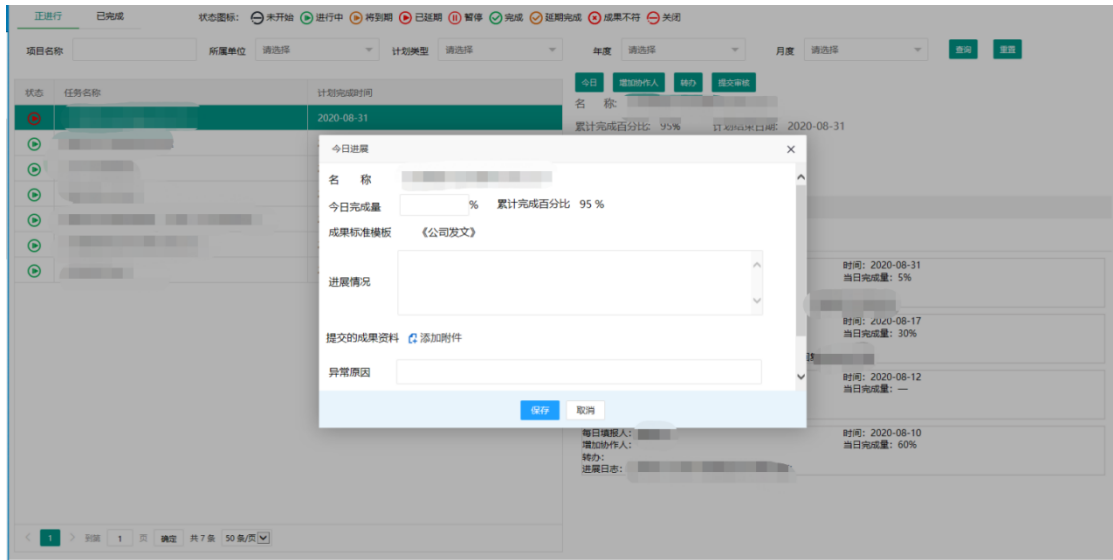 正进行 已完成 状态图标： 未开始 进行中 将到期 已延期 暂停 完成 延期完成 成果不符 关闭
项目名称 所属单位 请选择 计划类型 请选择 年度 请选择 月度 请选择 查询 重置
今日 增加协作人 转办 提交审核
状态 任务名称 计划完成时间
名 称:
2020-08-31
累计完成百分比: 95% 计划结束日期: 2020-08-31
今日进展
名 称
今日完成量 % 累计完成百分比 95 %
成果标准模板 《公司发文》
进展情况
时间: 2020-08-31
当日完成量: 5%
时间: 2020-08-17
当日完成量: 30%
提交的成果资料 添加附件
异常原因
时间: 2020-08-12
当日完成量: —
保存 取消
每日填报人: 时间: 2020-08-10
增加协作人: 当日完成量: 60%
转办:
进展日志:
1 到第 1 页 确定 共 7 条 50 条/页